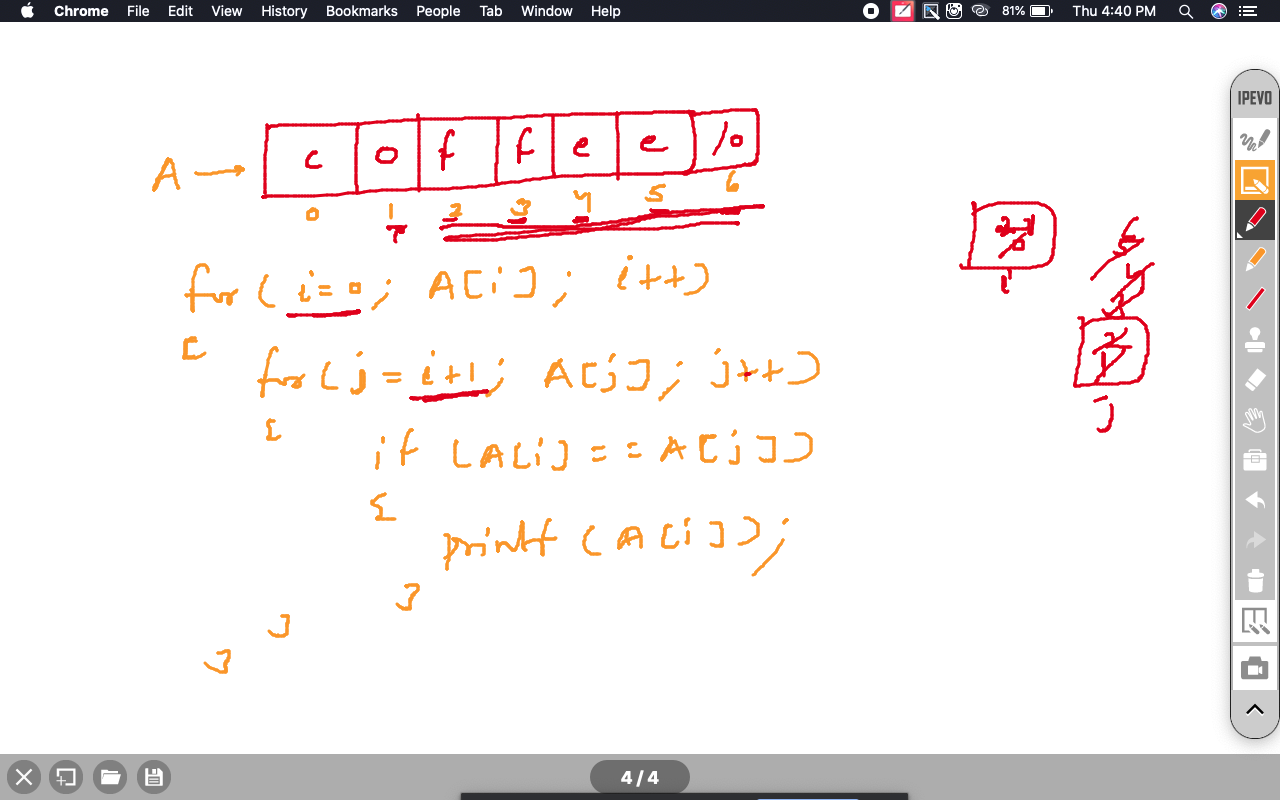 Chrome File Edit View History Bookmarks People Tab Window Help 81% Thu 4:40 PM
IPEVO
A → c o f f e e \0
0 1 2 3 4 5 6
for ( i=0; A[i]; i++)
{
for( j = i+1; A[j]; j++)
{
if (A[i] == A[j])
{
printf (A[i]);
}
}
}
i
j
4 / 4